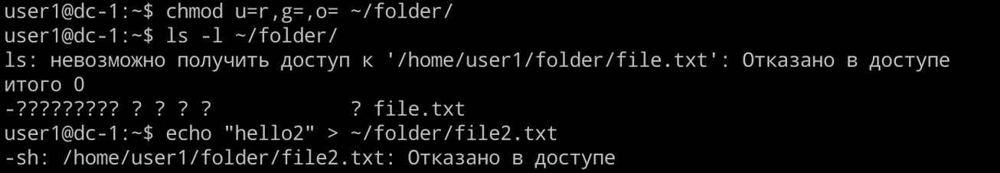 user1@dc-1:~$ chmod u=r,g=,o= ~/folder/
user1@dc-1:~$ ls -l ~/folder/
ls: невозможно получить доступ к '/home/user1/folder/file.txt': Отказано в доступе
итого 0
-????????? ? ? ? ?            ? file.txt
user1@dc-1:~$ echo "hello2" > ~/folder/file2.txt
-sh: /home/user1/folder/file2.txt: Отказано в доступе